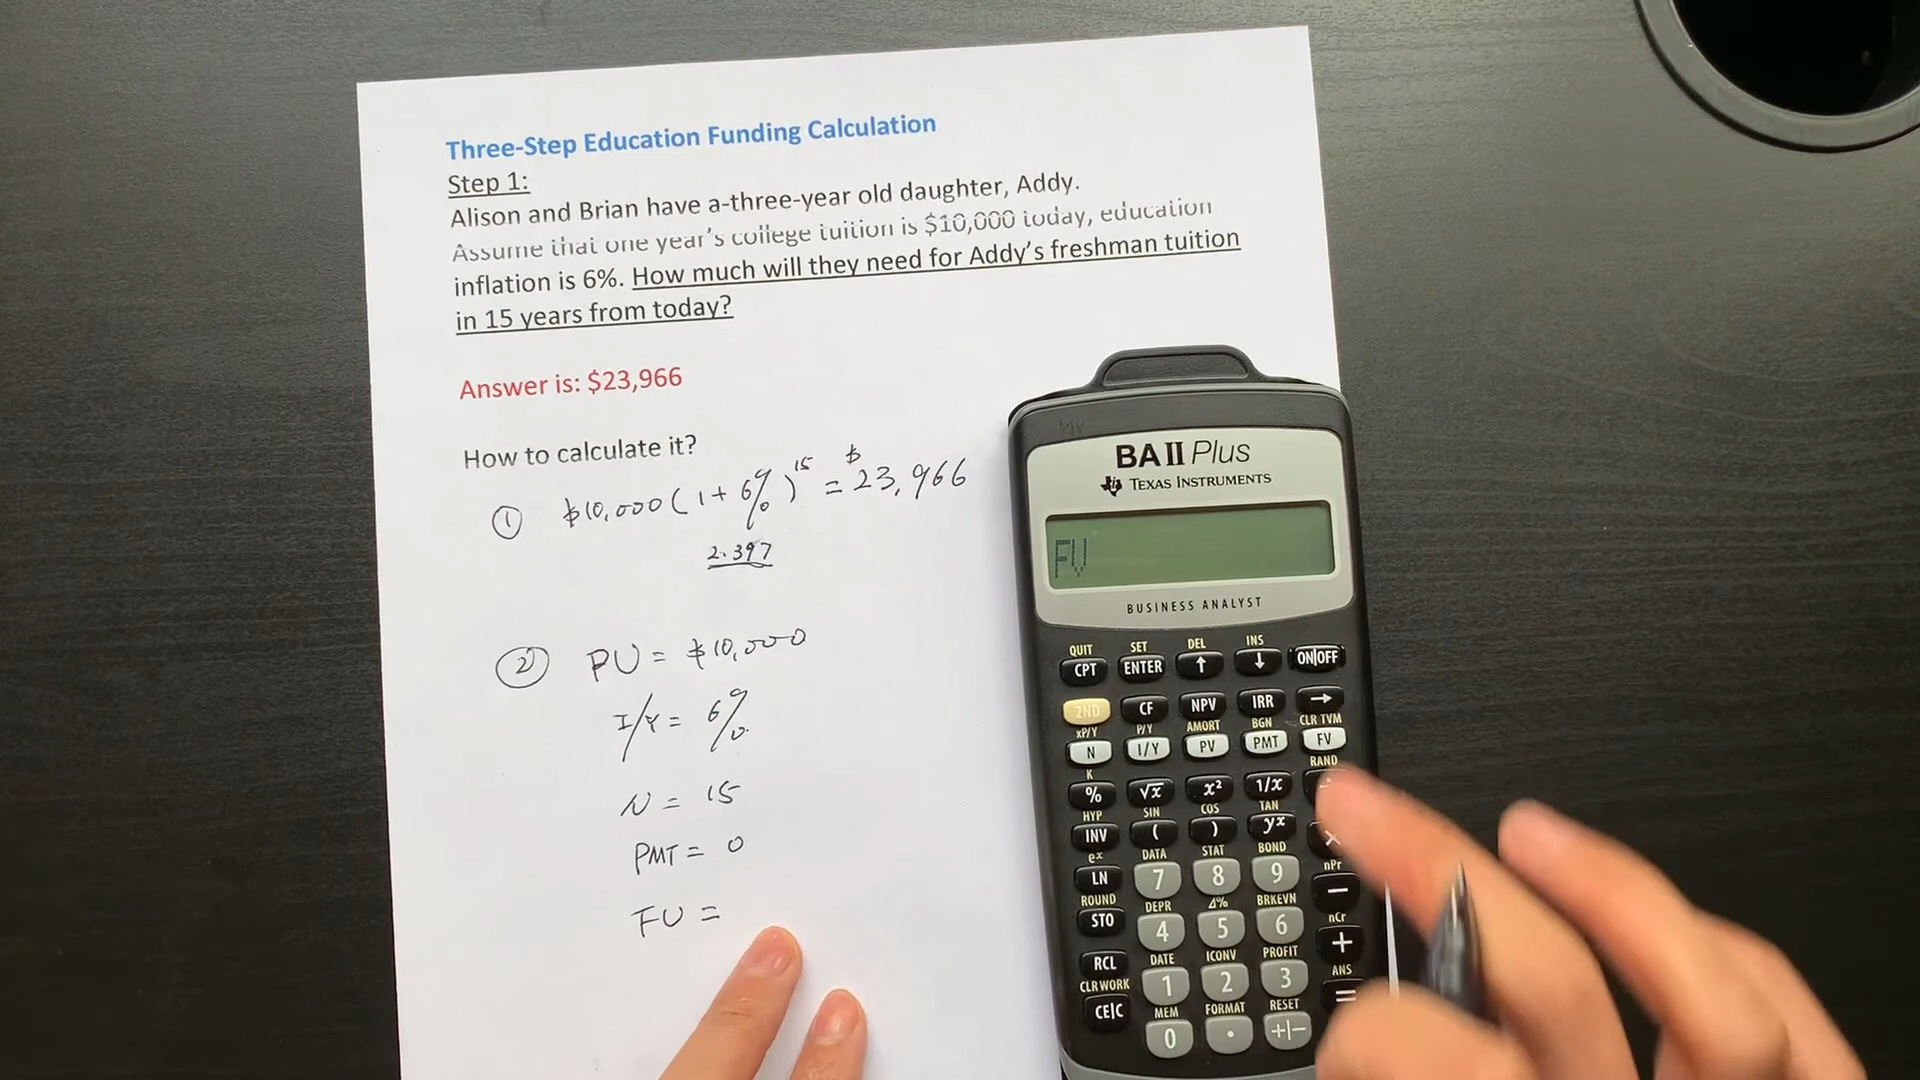 Three-Step Education Funding Calculation
Step 1:
Alison and Brian have a-three-year old daughter, Addy.
Assume that one year's college tuition is $10,000 today, education
inflation is 6%. How much will they need for Addy's freshman tuition
in 15 years from today?
Answer is: $23,966
How to calculate it?
① $10,000 (1 + 6%)^15 = $23,966
2.397
② PV = $10,000
I/Y = 6%
N = 15
PMT = 0
FV =
BA II Plus
TEXAS INSTRUMENTS
FV
BUSINESS ANALYST
QUIT SET DEL INS
CPT ENTER ↑ ↓ ON|OFF
2ND CF NPV IRR →
xP/Y P/Y AMORT BGN CLR TVM
N I/Y PV PMT FV
K RAND
% √x x² 1/x
HYP SIN COS TAN
INV ( ) yx ×
ex DATA STAT BOND nPr
LN 7 8 9 −
ROUND DEPR Δ% BRKEVN nCr
STO 4 5 6 +
DATE ICONV PROFIT ANS
RCL 1 2 3 =
CLR WORK MEM FORMAT RESET
CE|C 0 . +|−